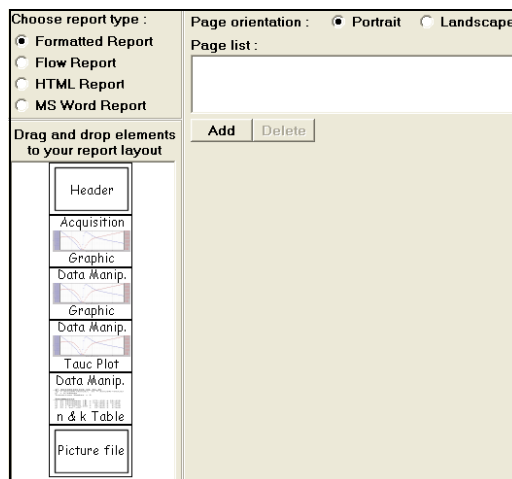 Choose report type :
Formatted Report
Flow Report
HTML Report
MS Word Report
Drag and drop elements
to your report layout
Header
Acquisition
Graphic
Data Manip.
Graphic
Data Manip.
Tauc Plot
Data Manip.
n & k Table
Picture file
Page orientation : Portrait Landscape
Page list :
Add Delete